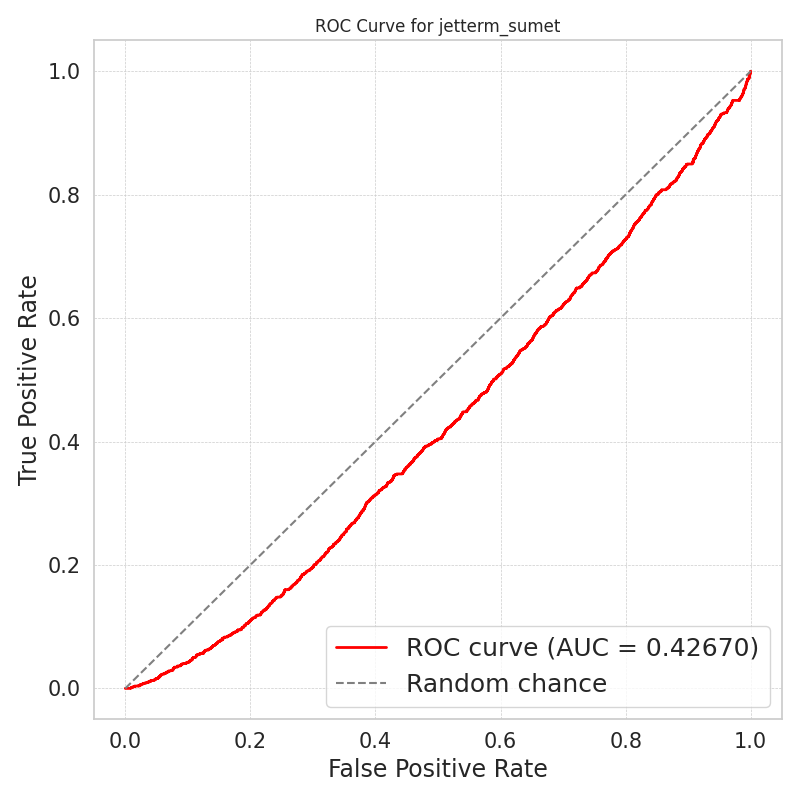 ROC Curve for jetterm_sumet
1.0
0.8
0.6
0.4
0.2
0.0
True Positive Rate
ROC curve (AUC = 0.42670)
Random chance
0.0 0.2 0.4 0.6 0.8 1.0
False Positive Rate